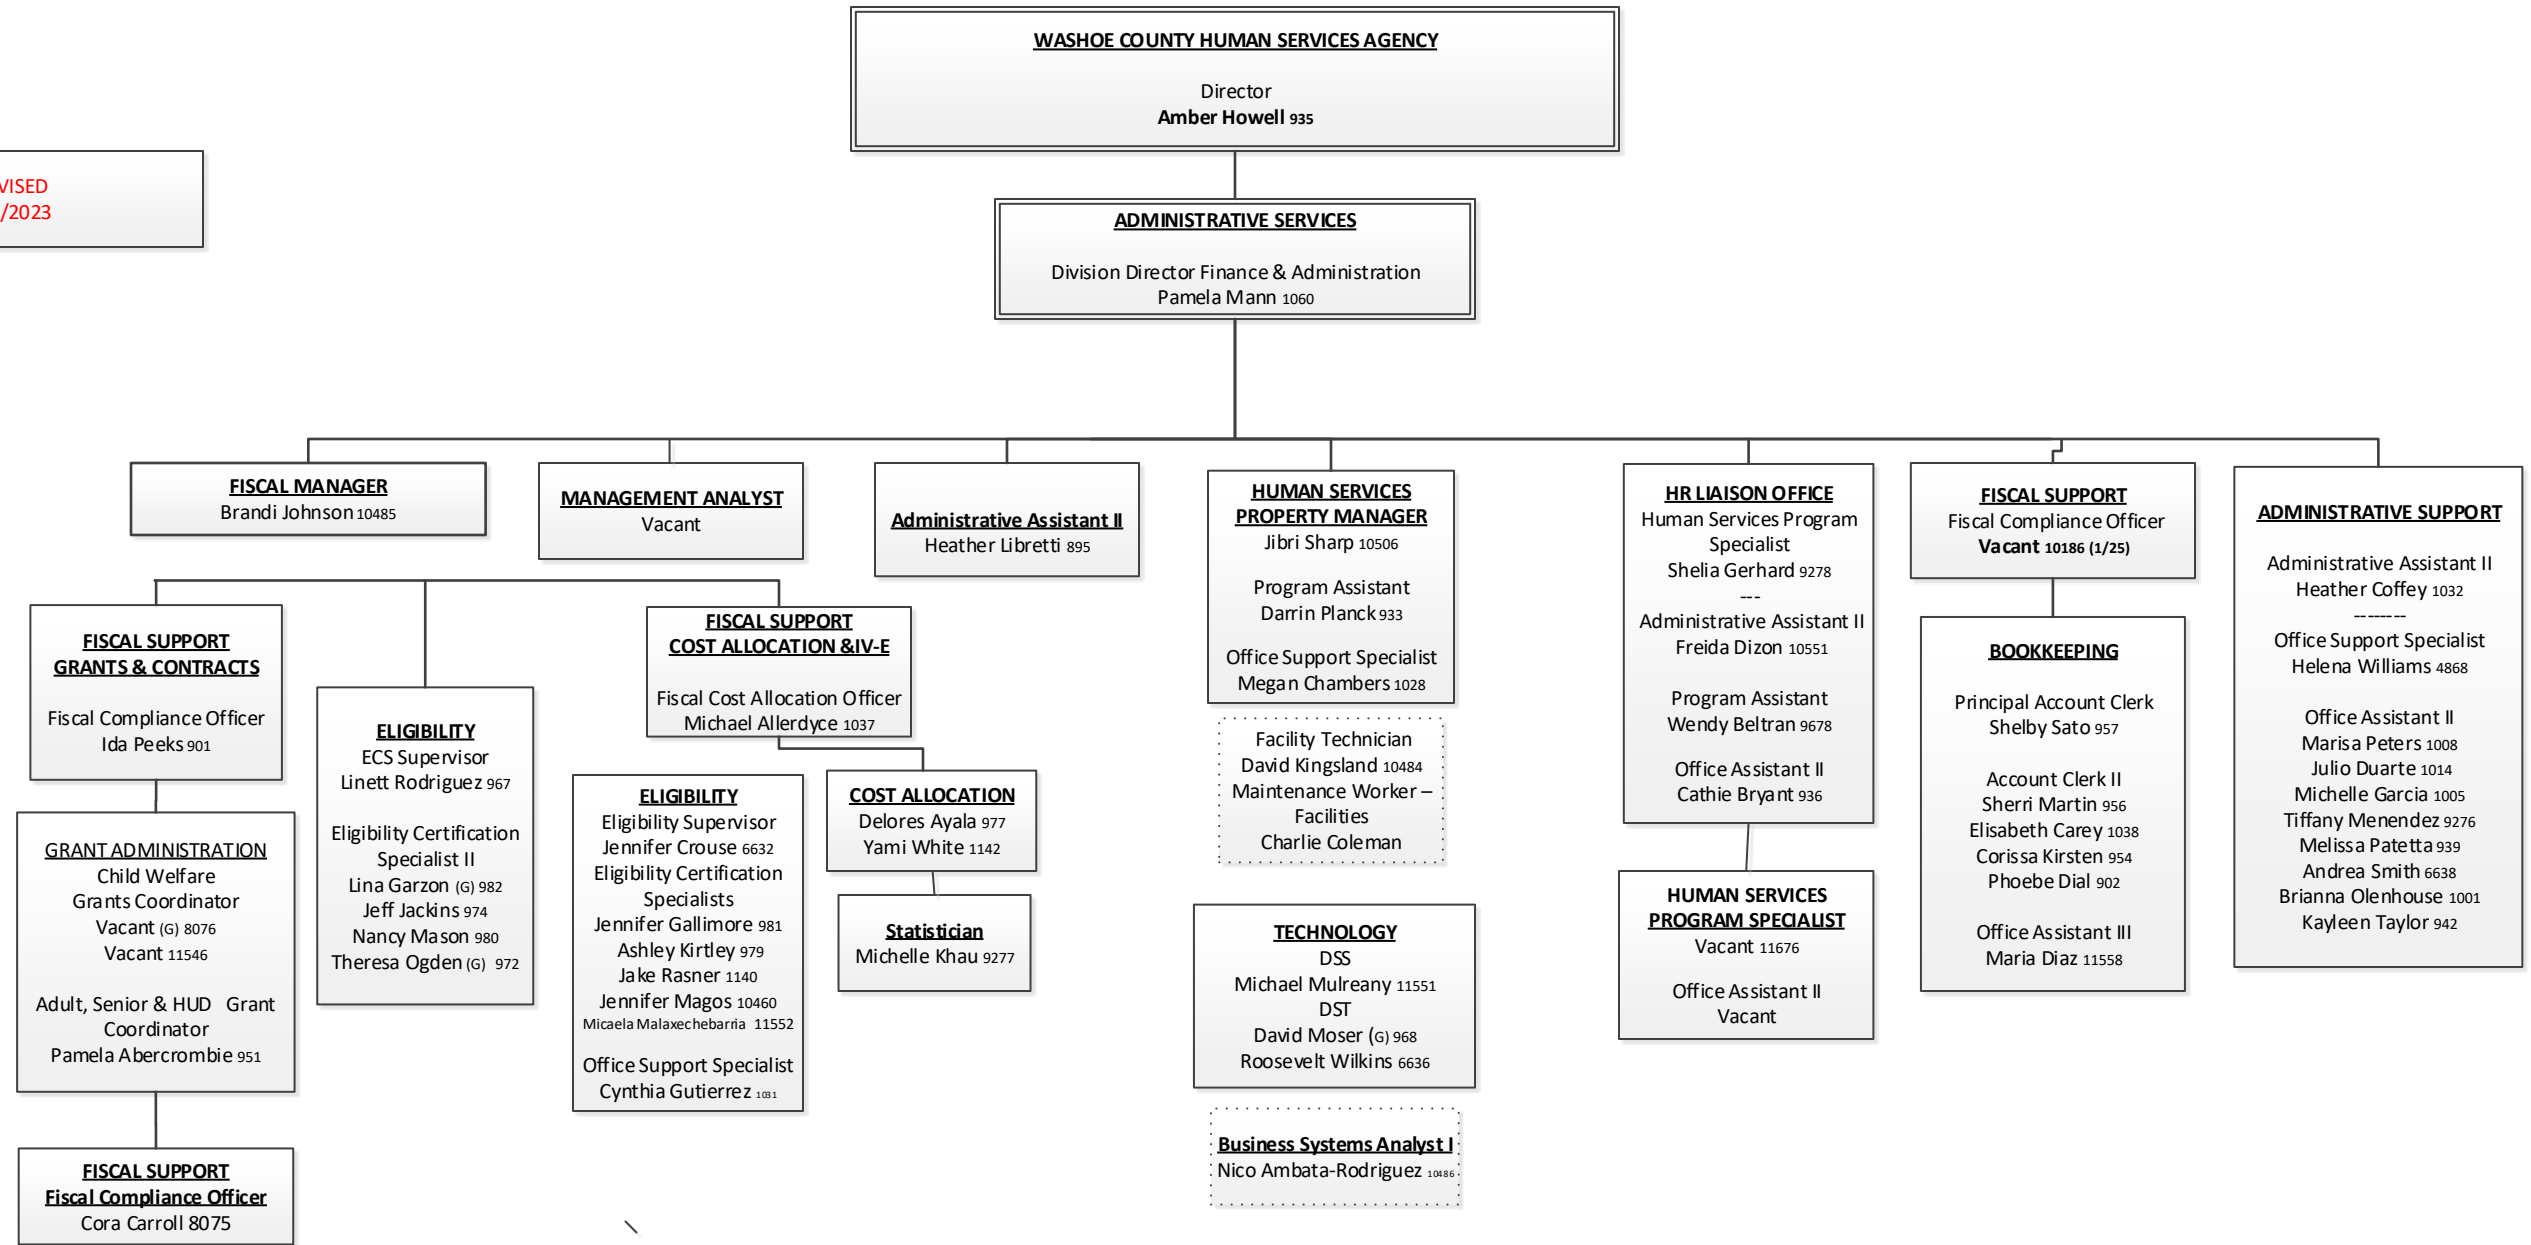 WASHOE COUNTY HUMAN SERVICES AGENCY
Director
Amber Howell 935
VISED
/2023
ADMINISTRATIVE SERVICES
Division Director Finance & Administration
Pamela Mann 1060
FISCAL MANAGER
Brandi Johnson 10485
MANAGEMENT ANALYST
Vacant
Administrative Assistant II
Heather Libretti 895
HUMAN SERVICES
PROPERTY MANAGER
Jibri Sharp 10506
Program Assistant
Darrin Planck 933
Office Support Specialist
Megan Chambers 1028
Facility Technician
David Kingsland 10484
Maintenance Worker –
Facilities
Charlie Coleman
TECHNOLOGY
DSS
Michael Mulreany 11551
DST
David Moser (G) 968
Roosevelt Wilkins 6636
Business Systems Analyst I
Nico Ambata-Rodriguez 10486
HR LIAISON OFFICE
Human Services Program
Specialist
Shelia Gerhard 9278
---
Administrative Assistant II
Freida Dizon 10551
Program Assistant
Wendy Beltran 9678
Office Assistant II
Cathie Bryant 936
HUMAN SERVICES
PROGRAM SPECIALIST
Vacant 11676
Office Assistant II
Vacant
FISCAL SUPPORT
Fiscal Compliance Officer
Vacant 10186 (1/25)
BOOKKEEPING
Principal Account Clerk
Shelby Sato 957
Account Clerk II
Sherri Martin 956
Elisabeth Carey 1038
Corissa Kirsten 954
Phoebe Dial 902
Office Assistant III
Maria Diaz 11558
ADMINISTRATIVE SUPPORT
Administrative Assistant II
Heather Coffey 1032
--------
Office Support Specialist
Helena Williams 4868
Office Assistant II
Marisa Peters 1008
Julio Duarte 1014
Michelle Garcia 1005
Tiffany Menendez 9276
Melissa Patetta 939
Andrea Smith 6638
Brianna Olenhouse 1001
Kayleen Taylor 942
FISCAL SUPPORT
GRANTS & CONTRACTS
Fiscal Compliance Officer
Ida Peeks 901
GRANT ADMINISTRATION
Child Welfare
Grants Coordinator
Vacant (G) 8076
Vacant 11546
Adult, Senior & HUD Grant
Coordinator
Pamela Abercrombie 951
FISCAL SUPPORT
Fiscal Compliance Officer
Cora Carroll 8075
ELIGIBILITY
ECS Supervisor
Linett Rodriguez 967
Eligibility Certification
Specialist II
Lina Garzon (G) 982
Jeff Jackins 974
Nancy Mason 980
Theresa Ogden (G) 972
FISCAL SUPPORT
COST ALLOCATION &IV-E
Fiscal Cost Allocation Officer
Michael Allerdyce 1037
ELIGIBILITY
Eligibility Supervisor
Jennifer Crouse 6632
Eligibility Certification
Specialists
Jennifer Gallimore 981
Ashley Kirtley 979
Jake Rasner 1140
Jennifer Magos 10460
Micaela Malaxechebarria 11552
Office Support Specialist
Cynthia Gutierrez 1031
COST ALLOCATION
Delores Ayala 977
Yami White 1142
Statistician
Michelle Khau 9277